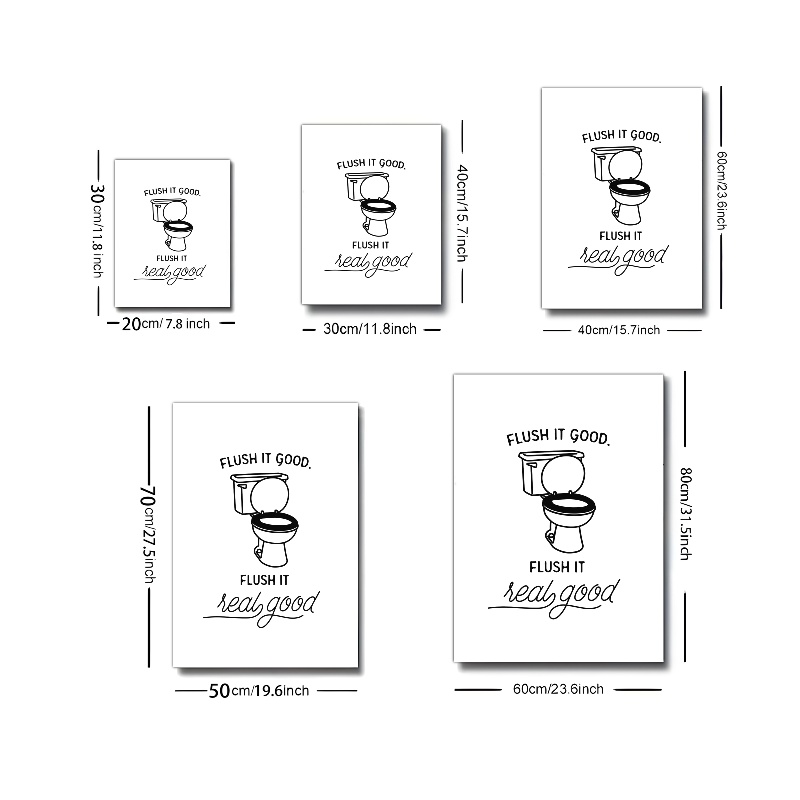 FLUSH IT GOOD.
FLUSH IT
real good
30cm/11.8 inch
20cm/ 7.8 inch
FLUSH IT GOOD.
FLUSH IT
real good
40cm/15.7inch
30cm/11.8inch
FLUSH IT GOOD.
FLUSH IT
real good
60cm/23.6inch
40cm/15.7inch
FLUSH IT GOOD.
FLUSH IT
real good
70cm/27.5inch
50cm/19.6inch
FLUSH IT GOOD.
FLUSH IT
real good
80cm/31.5inch
60cm/23.6inch